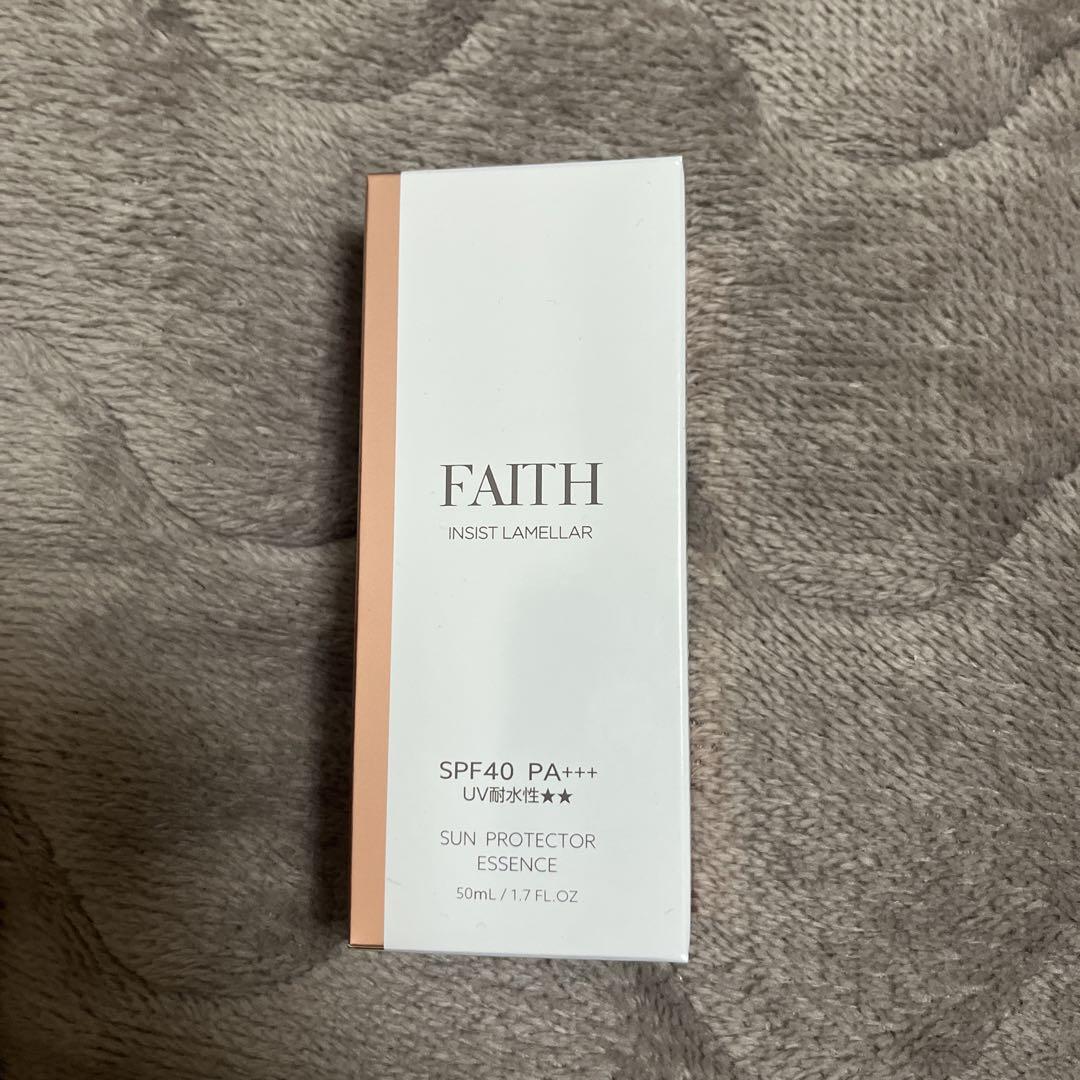 FAITH
INSIST LAMELLAR
SPF40 PA+++
UV耐水性★★
SUN PROTECTOR
ESSENCE
50mL / 1.7 FL.OZ